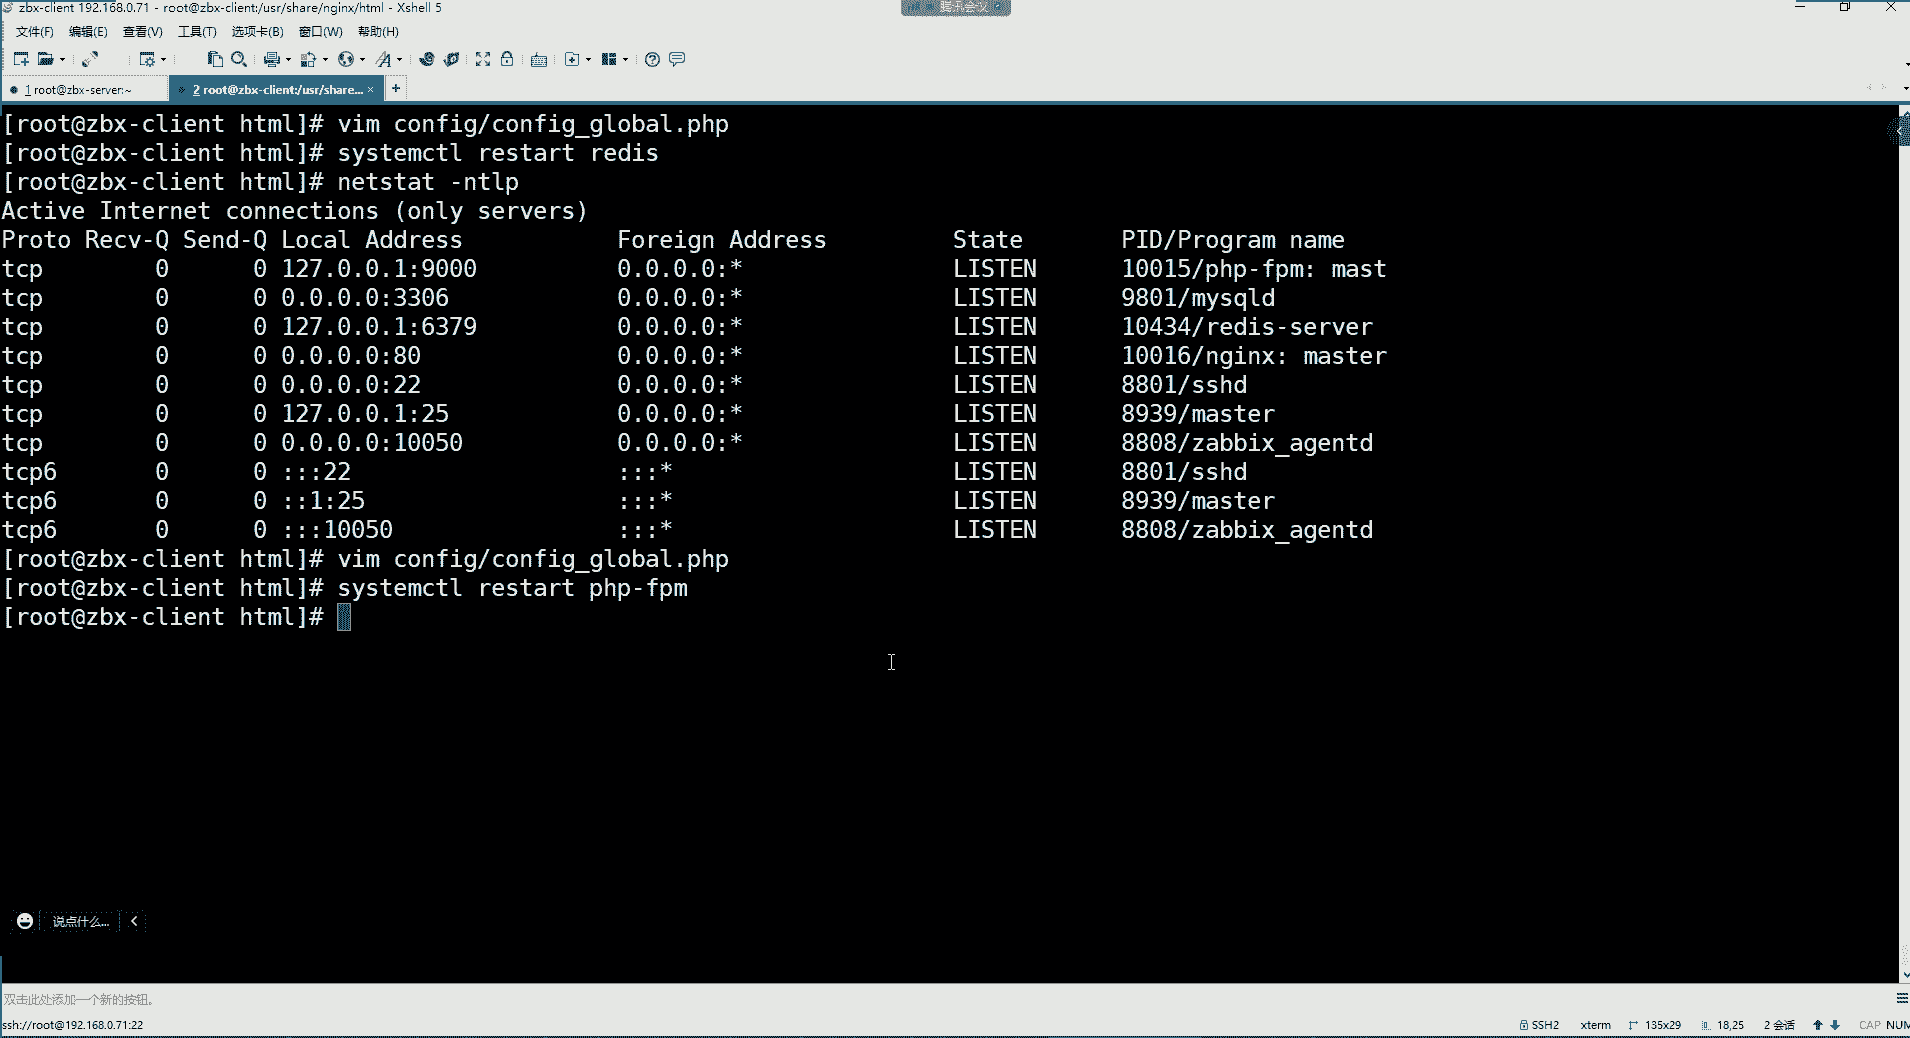 zbx-client 192.168.0.71 - root@zbx-client:/usr/share/nginx/html - Xshell 5
腾讯会议
文件(F) 编辑(E) 查看(V) 工具(T) 选项卡(B) 窗口(W) 帮助(H)
1 root@zbx-server:~ 2 root@zbx-client:/usr/share... × +
[root@zbx-client html]# vim config/config_global.php
[root@zbx-client html]# systemctl restart redis
[root@zbx-client html]# netstat -ntlp
Active Internet connections (only servers)
Proto Recv-Q Send-Q Local Address Foreign Address State PID/Program name
tcp 0 0 127.0.0.1:9000 0.0.0.0:* LISTEN 10015/php-fpm: mast
tcp 0 0 0.0.0.0:3306 0.0.0.0:* LISTEN 9801/mysqld
tcp 0 0 127.0.0.1:6379 0.0.0.0:* LISTEN 10434/redis-server
tcp 0 0 0.0.0.0:80 0.0.0.0:* LISTEN 10016/nginx: master
tcp 0 0 0.0.0.0:22 0.0.0.0:* LISTEN 8801/sshd
tcp 0 0 127.0.0.1:25 0.0.0.0:* LISTEN 8939/master
tcp 0 0 0.0.0.0:10050 0.0.0.0:* LISTEN 8808/zabbix_agentd
tcp6 0 0 :::22 :::* LISTEN 8801/sshd
tcp6 0 0 ::1:25 :::* LISTEN 8939/master
tcp6 0 0 :::10050 :::* LISTEN 8808/zabbix_agentd
[root@zbx-client html]# vim config/config_global.php
[root@zbx-client html]# systemctl restart php-fpm
[root@zbx-client html]#
说点什么...
双击此处添加一个新的按钮。
ssh://root@192.168.0.71:22 SSH2 xterm 135x29 18,25 2 会话 CAP NUM